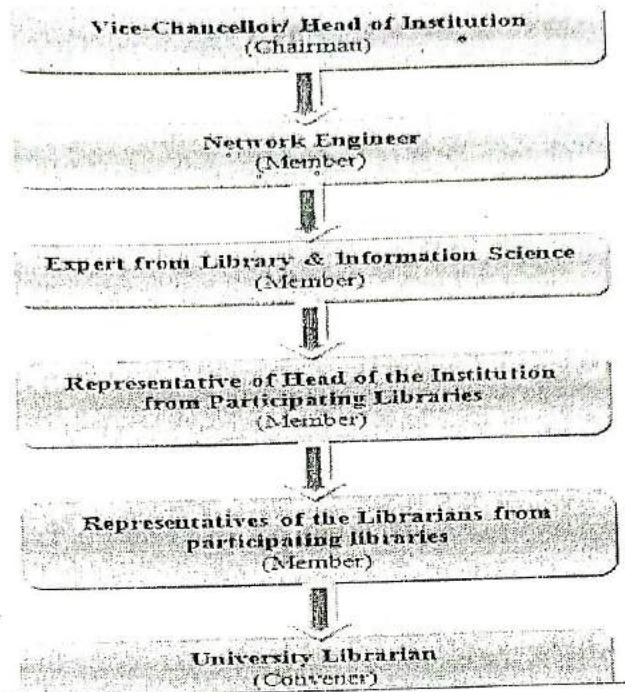 Vice-Chancellor/ Head of Institution
(Chairman)
Network Engineer
(Member)
Expert from Library & Information Science
(Member)
Representative of Head of the Institution
from Participating Libraries
(Member)
Representatives of the Librarians from
participating libraries
(Member)
University Librarian
(Convener)